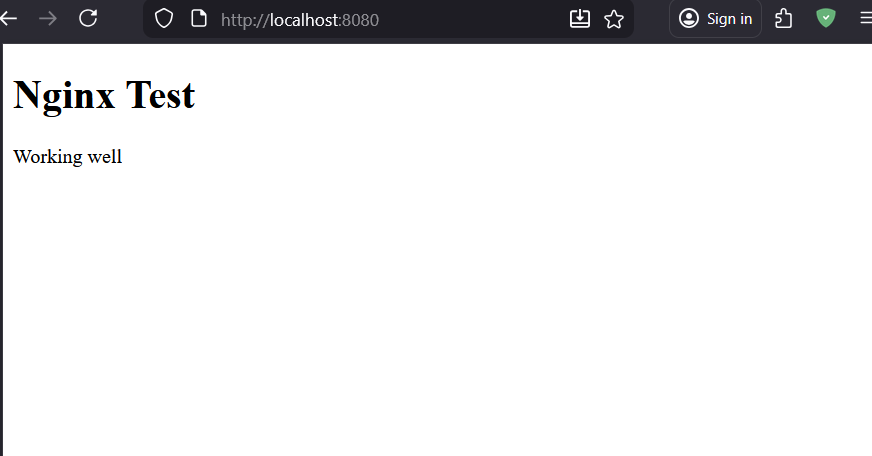 http://localhost:8080
Sign in
Nginx Test
Working well